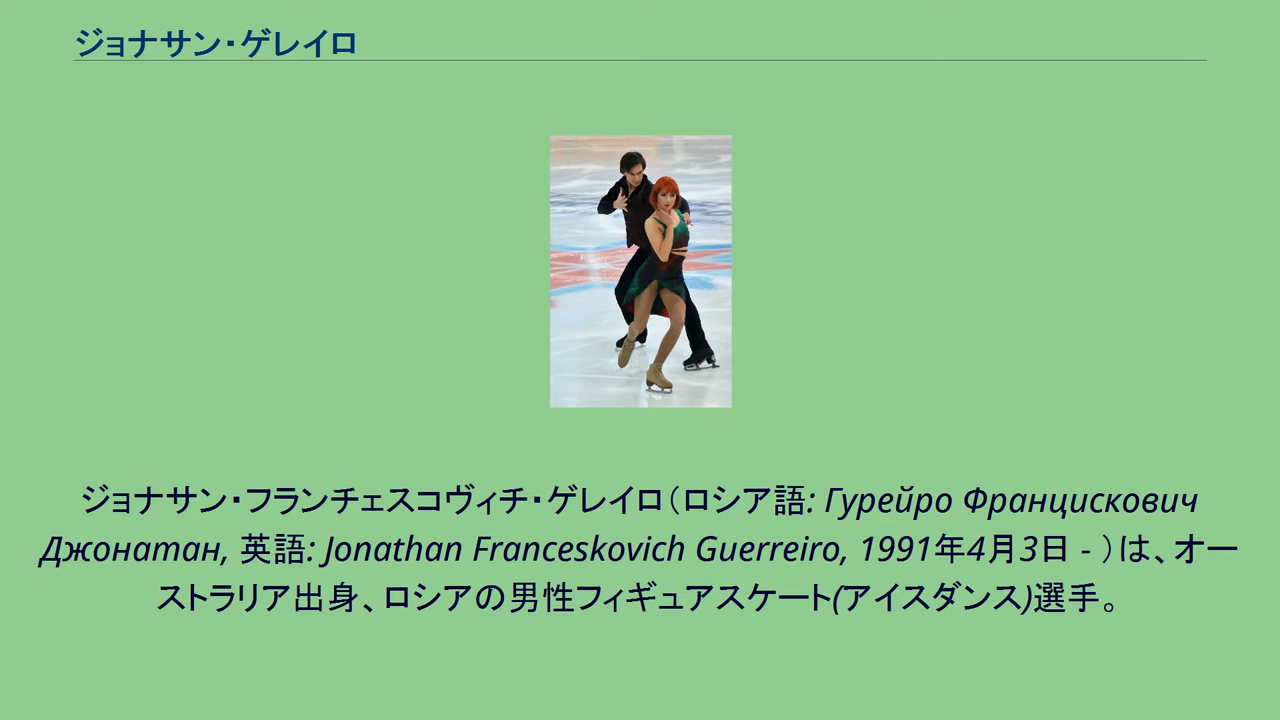 ジョナサン・ゲレイロ
ジョナサン・フランチェスコヴィチ・ゲレイロ（ロシア語: Гурейро Францискович
Джонатан, 英語: Jonathan Franceskovich Guerreiro, 1991年4月3日 - ）は、オー
ストラリア出身、ロシアの男性フィギュアスケート(アイスダンス)選手。